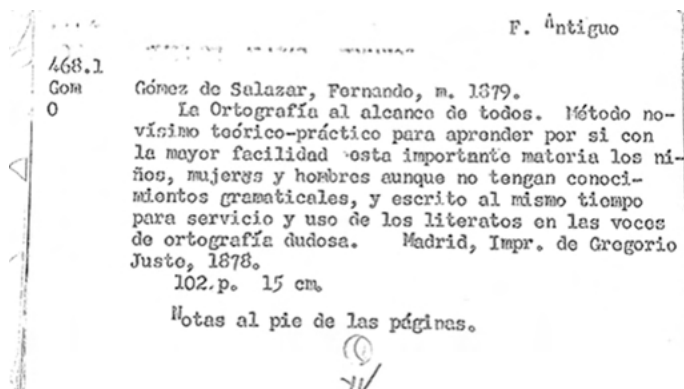 F. Antiguo
468.1
Gom
O
Gómez de Salazar, Fernando, m. 1879.
La Ortografía al alcance de todos. Método no-
vísimo teórico-práctico para aprender por si con
la mayor facilidad esta importante materia los ni-
ños, mujeres y hombres aunque no tengan conoci-
mientos gramaticales, y escrito al mismo tiempo
para servicio y uso de los literatos en las voces
de ortografía dudosa. Madrid, Impr. de Gregorio
Juste, 1878.
102.p. 15 cm.
Notas al pie de las páginas.